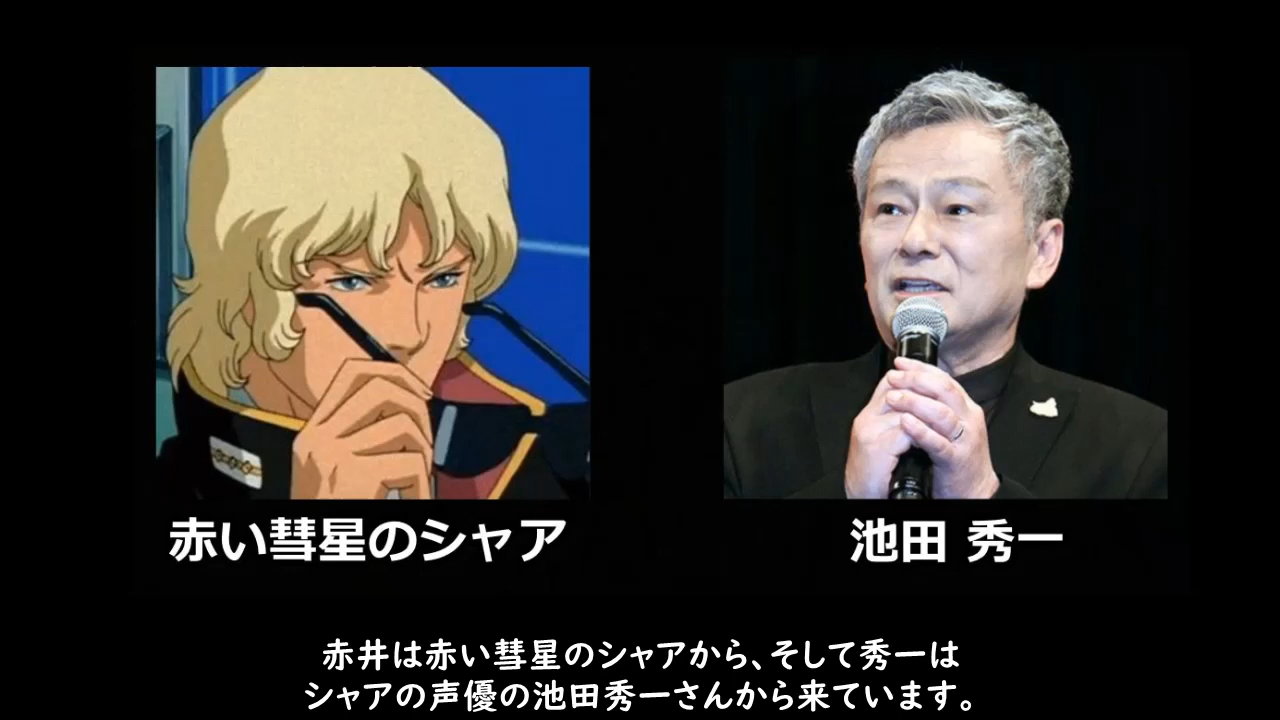 赤い彗星のシャア
池田 秀一
赤井は赤い彗星のシャアから、そして秀一は
シャアの声優の池田秀一さんから来ています。